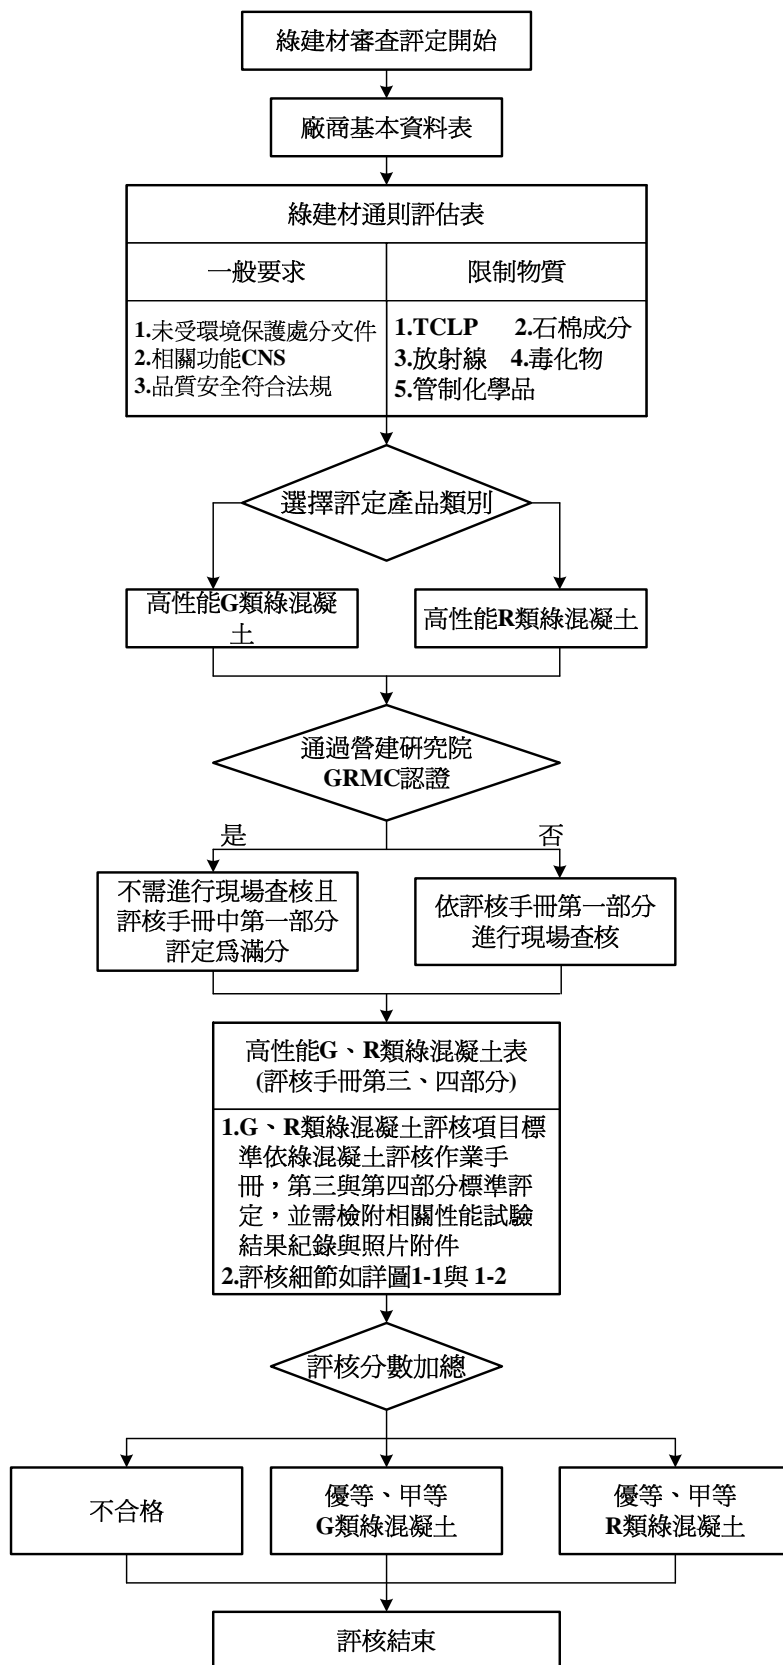 綠建材審查評定開始
廠商基本資料表
綠建材通則評估表
一般要求
限制物質
1.未受環境保護處分文件
2.相關功能CNS
3.品質安全符合法規
1.TCLP 2.石棉成分
3.放射線 4.毒化物
5.管制化學品
選擇評定產品類別
高性能G類綠混凝
土
高性能R類綠混凝土
通過營建研究院
GRMC認證
是
否
不需進行現場查核且
評核手冊中第一部分
評定為滿分
依評核手冊第一部分
進行現場查核
高性能G、R類綠混凝土表
(評核手冊第三、四部分)
1.G、R類綠混凝土評核項目標
準依綠混凝土評核作業手
冊，第三與第四部分標準評
定，並需檢附相關性能試驗
結果紀錄與照片附件
2.評核細節如詳圖1-1與 1-2
評核分數加總
不合格
優等、甲等
G類綠混凝土
優等、甲等
R類綠混凝土
評核結束